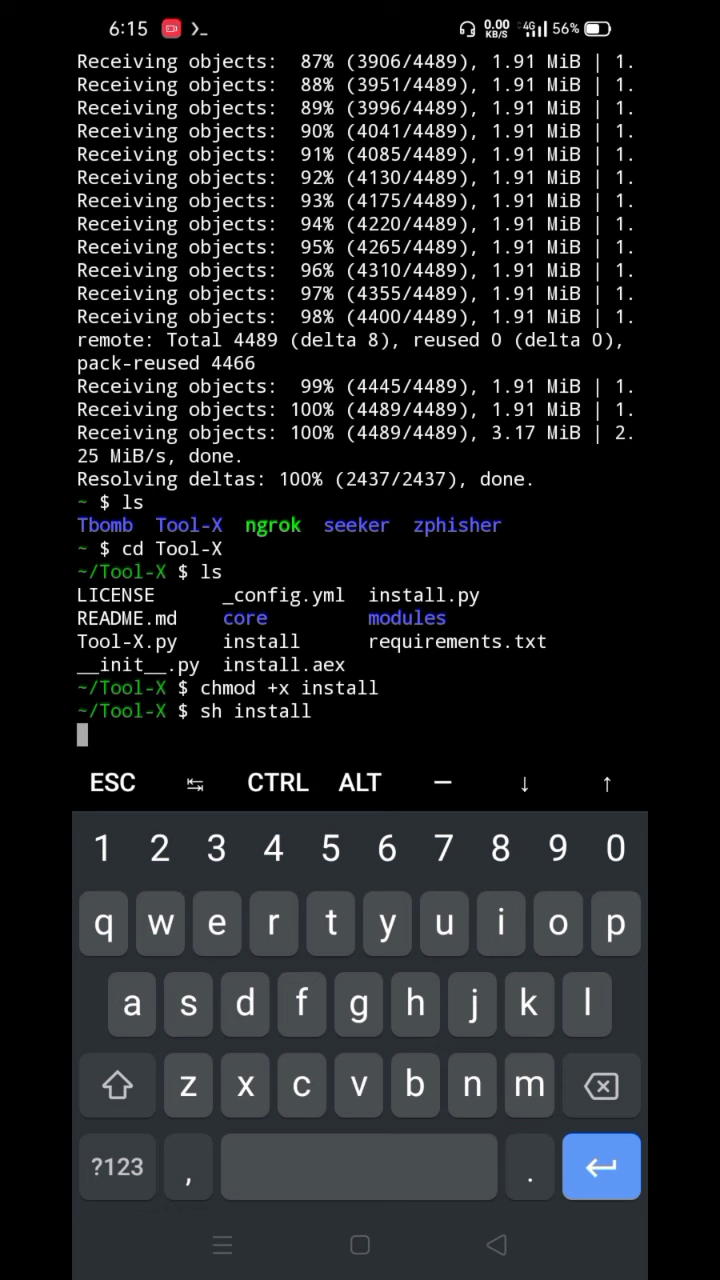 6:15 0.00 KB/S 4G 56%
Receiving objects:  87% (3906/4489), 1.91 MiB | 1.
Receiving objects:  88% (3951/4489), 1.91 MiB | 1.
Receiving objects:  89% (3996/4489), 1.91 MiB | 1.
Receiving objects:  90% (4041/4489), 1.91 MiB | 1.
Receiving objects:  91% (4085/4489), 1.91 MiB | 1.
Receiving objects:  92% (4130/4489), 1.91 MiB | 1.
Receiving objects:  93% (4175/4489), 1.91 MiB | 1.
Receiving objects:  94% (4220/4489), 1.91 MiB | 1.
Receiving objects:  95% (4265/4489), 1.91 MiB | 1.
Receiving objects:  96% (4310/4489), 1.91 MiB | 1.
Receiving objects:  97% (4355/4489), 1.91 MiB | 1.
Receiving objects:  98% (4400/4489), 1.91 MiB | 1.
remote: Total 4489 (delta 8), reused 0 (delta 0),
pack-reused 4466
Receiving objects:  99% (4445/4489), 1.91 MiB | 1.
Receiving objects: 100% (4489/4489), 1.91 MiB | 1.
Receiving objects: 100% (4489/4489), 3.17 MiB | 2.
25 MiB/s, done.
Resolving deltas: 100% (2437/2437), done.
~ $ ls
Tbomb  Tool-X  ngrok  seeker  zphisher
~ $ cd Tool-X
~/Tool-X $ ls
LICENSE      _config.yml  install.py
README.md    core         modules
Tool-X.py    install      requirements.txt
__init__.py  install.aex
~/Tool-X $ chmod +x install
~/Tool-X $ sh install
ESC ↹ CTRL ALT — ↓ ↑
1 2 3 4 5 6 7 8 9 0
q w e r t y u i o p
a s d f g h j k l
z x c v b n m
?123 , .